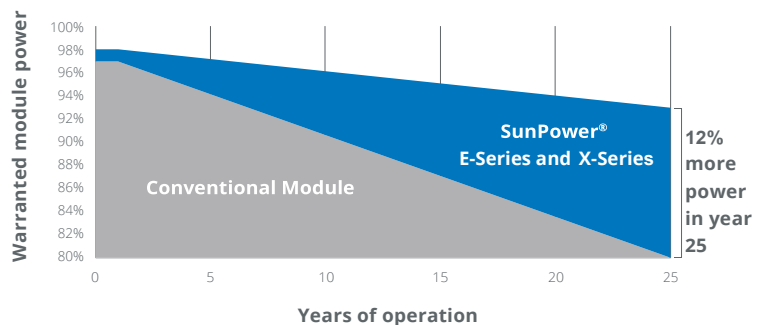 Warranted module power
100%
98%
96%
94%
92%
90%
88%
86%
84%
82%
80%
SunPower®
E-Series and X-Series
Conventional Module
12%
more
power
in year
25
0 5 10 15 20 25
Years of operation